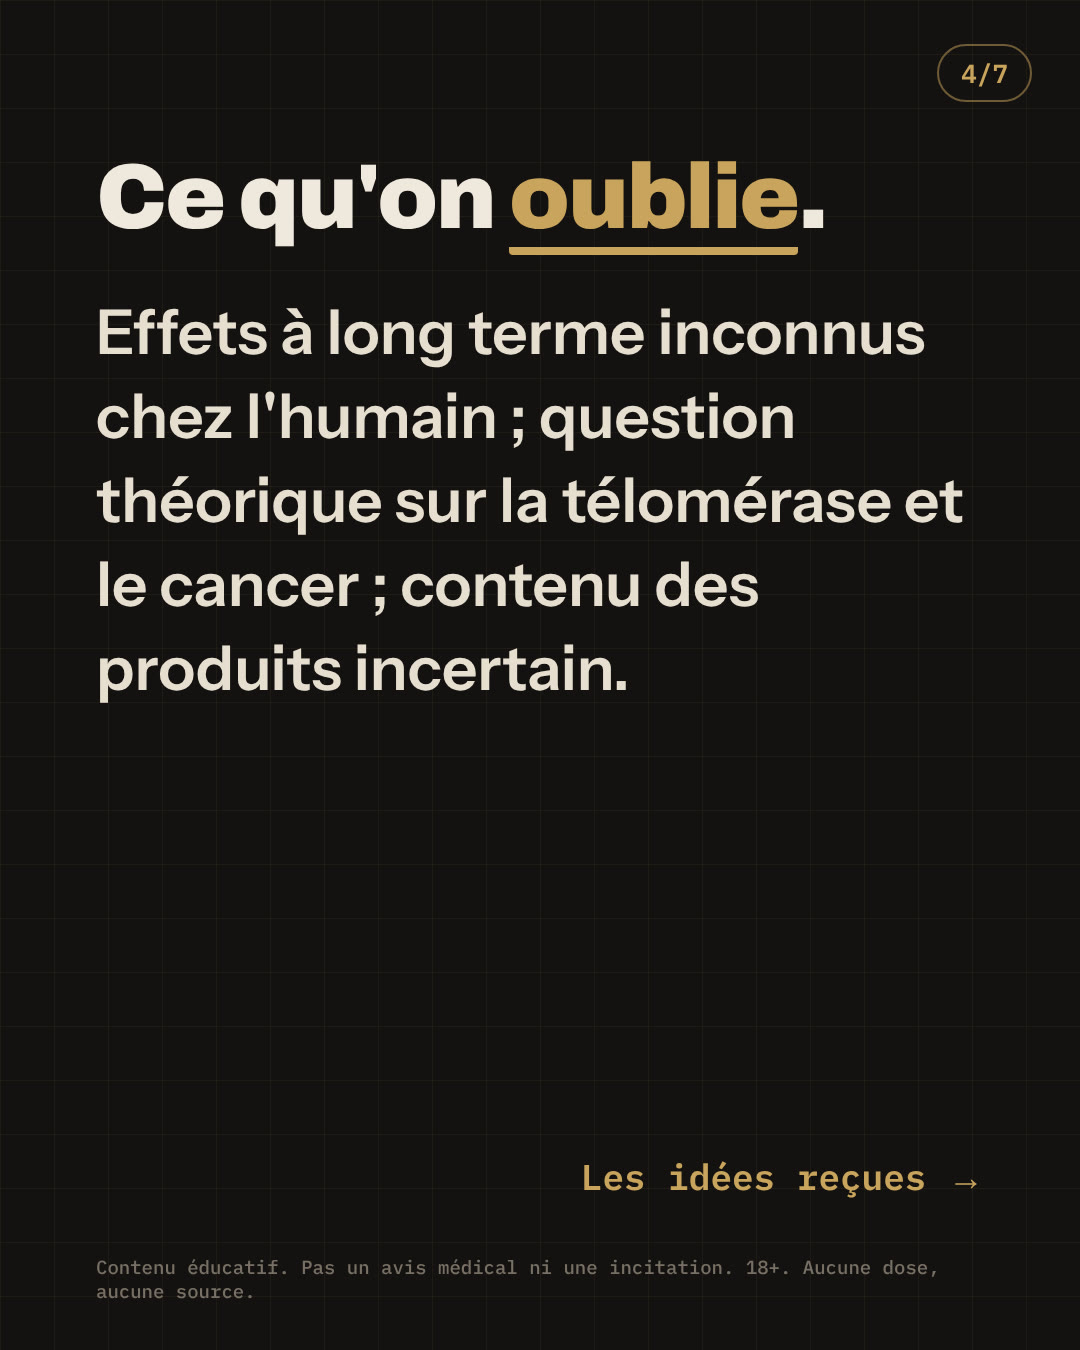 4/7
Ce qu'on oublie.
Effets à long terme inconnus
chez l'humain ; question
théorique sur la télomérase et
le cancer ; contenu des
produits incertain.
Les idées reçues →
Contenu éducatif. Pas un avis médical ni une incitation. 18+. Aucune dose,
aucune source.